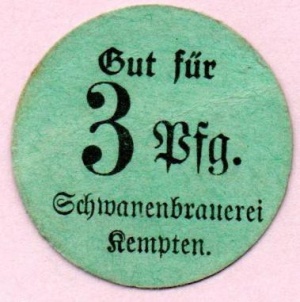 Gut für
3 Pfg.
Schwanenbrauerei
Kempten.